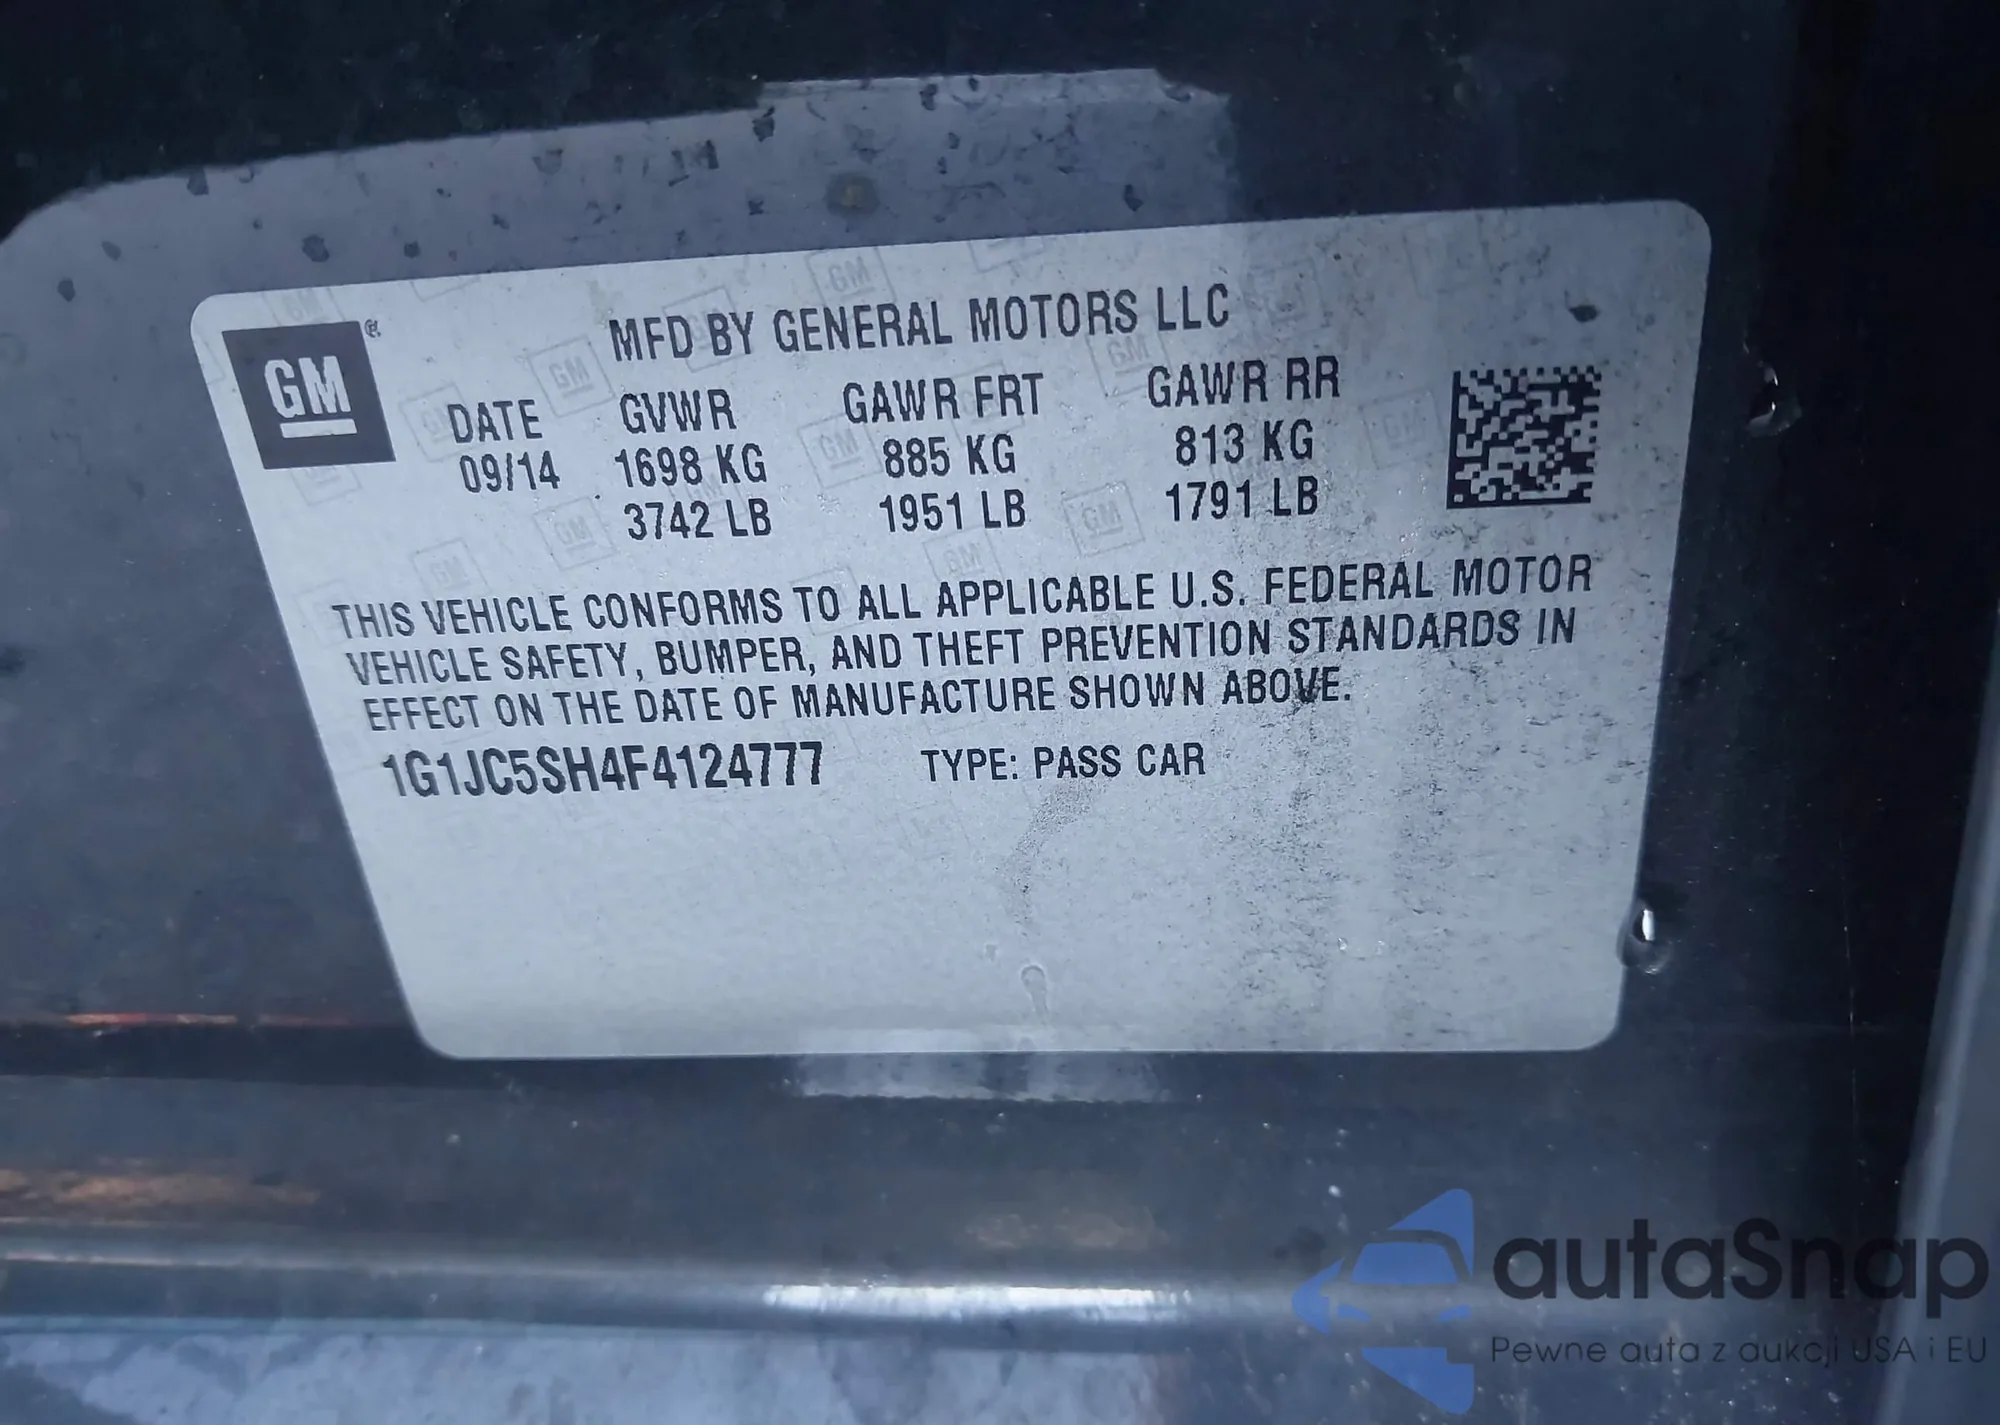 GM
MFD BY GENERAL MOTORS LLC
DATE GVWR GAWR FRT GAWR RR
09/14 1698 KG 885 KG 813 KG
3742 LB 1951 LB 1791 LB
THIS VEHICLE CONFORMS TO ALL APPLICABLE U.S. FEDERAL MOTOR
VEHICLE SAFETY, BUMPER, AND THEFT PREVENTION STANDARDS IN
EFFECT ON THE DATE OF MANUFACTURE SHOWN ABOVE.
1G1JC5SH4F4124777 TYPE: PASS CAR
autaSnap
Pewne auta z aukcji USA i EU